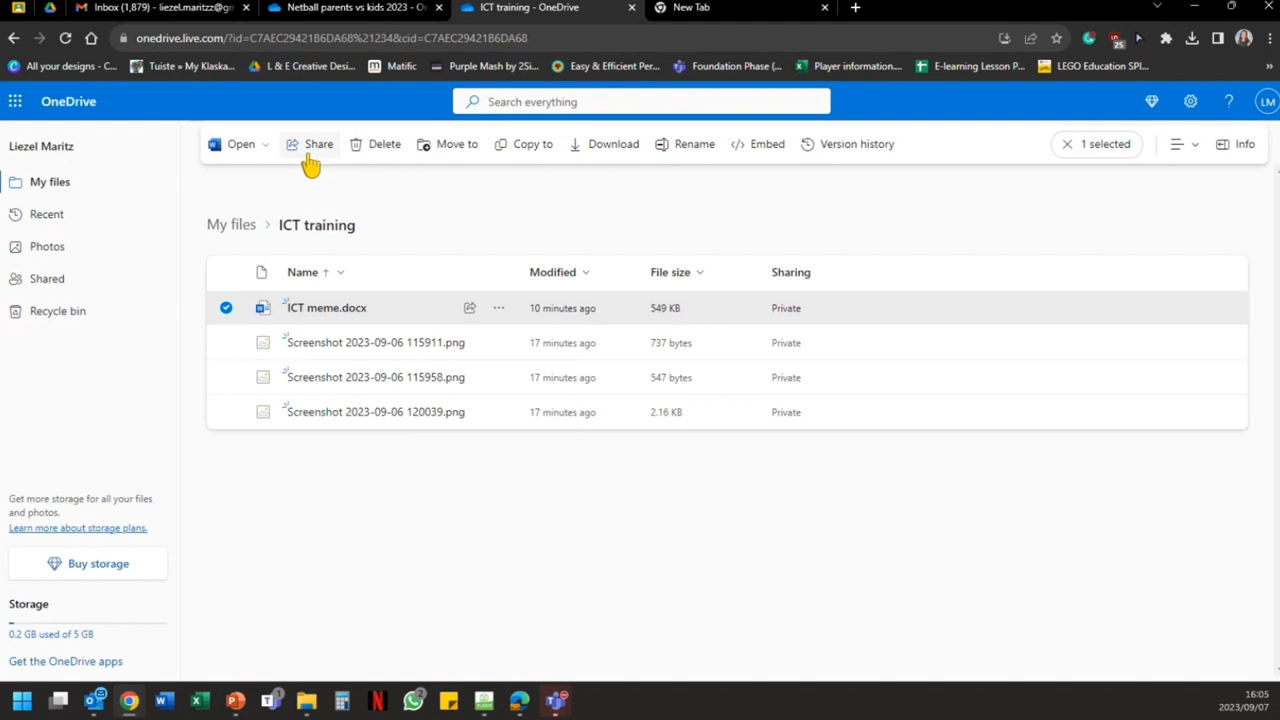 Inbox (1,879) - liezel.maritzz@gm
Netball parents vs kids 2023 - On
ICT training - OneDrive
New Tab
onedrive.live.com/?id=C7AEC29421B6DA68%21234&cid=C7AEC29421B6DA68
25
All your designs - C...
Tuiste » My Klaska...
L & E Creative Desi...
Matific
Purple Mash by 2Si...
Easy & Efficient Per...
Foundation Phase (...
Player information....
E-learning Lesson P...
LEGO Education SPI...
»
OneDrive
Search everything
?
LM
Liezel Maritz
My files
Recent
Photos
Shared
Recycle bin
Open
Share
Delete
Move to
Copy to
Download
Rename
Embed
Version history
1 selected
Info
My files > ICT training
Name Modified File size Sharing
ICT meme.docx 10 minutes ago 549 KB Private
Screenshot 2023-09-06 115911.png 17 minutes ago 737 bytes Private
Screenshot 2023-09-06 115958.png 17 minutes ago 547 bytes Private
Screenshot 2023-09-06 120039.png 17 minutes ago 2.16 KB Private
Get more storage for all your files
and photos.
Learn more about storage plans.
Buy storage
Storage
0.2 GB used of 5 GB
Get the OneDrive apps
16:05
2023/09/07